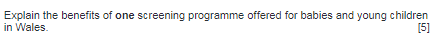 Explain the benefits of one screening programme offered for babies and young children
in Wales. [5]